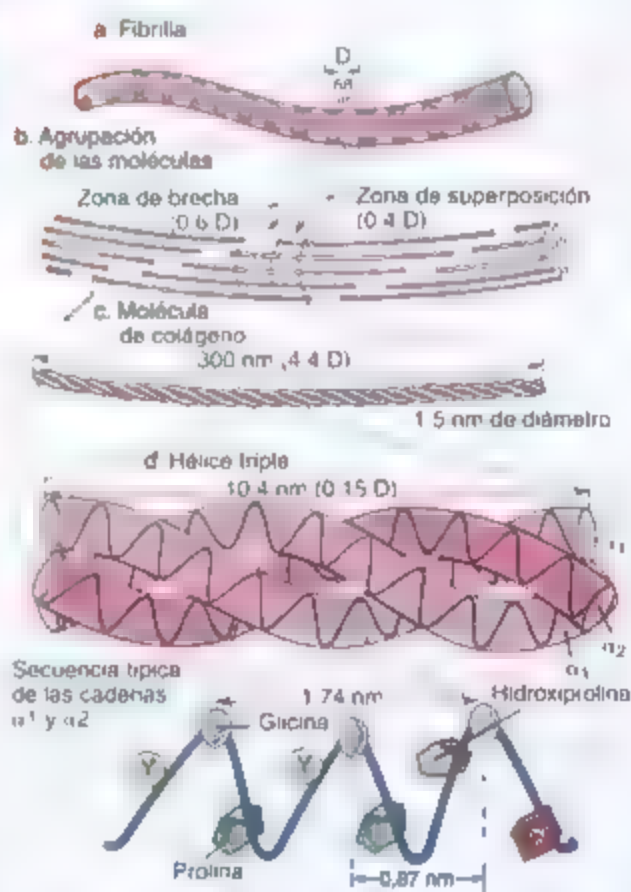 a Fibrilla
D
68
b. Agrupación
de las moléculas
Zona de brecha
(0.6 D)
Zona de superposición
(0.4 D)
c. Molécula
de colágeno
300 nm (4.4 D)
1.5 nm de diámetro
d Hélice triple
10.4 nm (0.15 D)
α1
α2
α1
Secuencia típica
de las cadenas
α1 y α2
1.74 nm
Glicina
Hidroxiprolina
Y
Y
Prolina
0,87 nm